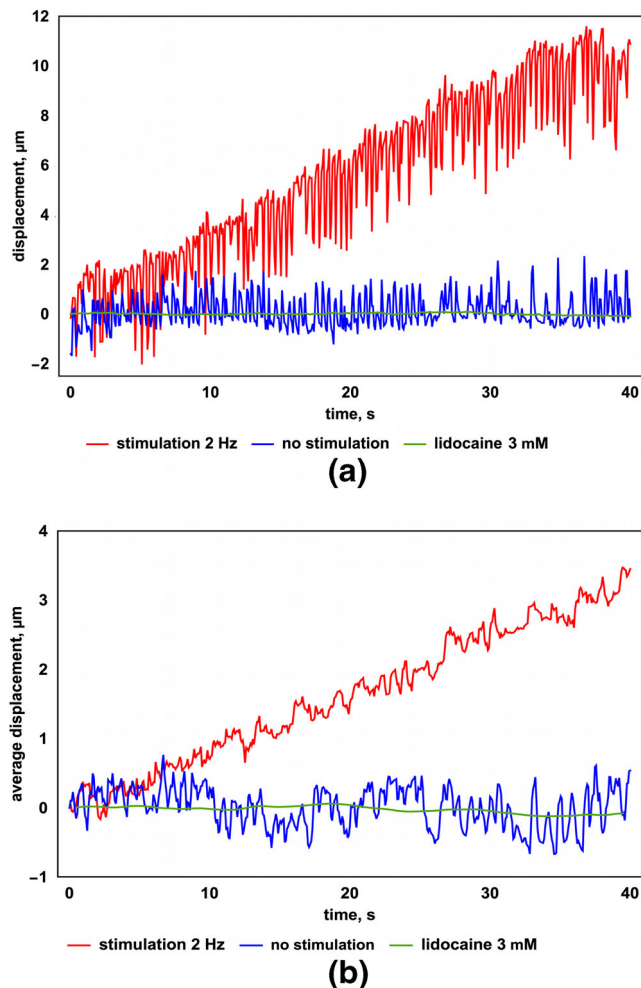 12
10
8
6
4
2
0
−2
displacement, μm
0 10 20 30 40
time, s
stimulation 2 Hz no stimulation lidocaine 3 mM
(a)
4
3
2
1
0
−1
average displacement, μm
0 10 20 30 40
time, s
stimulation 2 Hz no stimulation lidocaine 3 mM
(b)